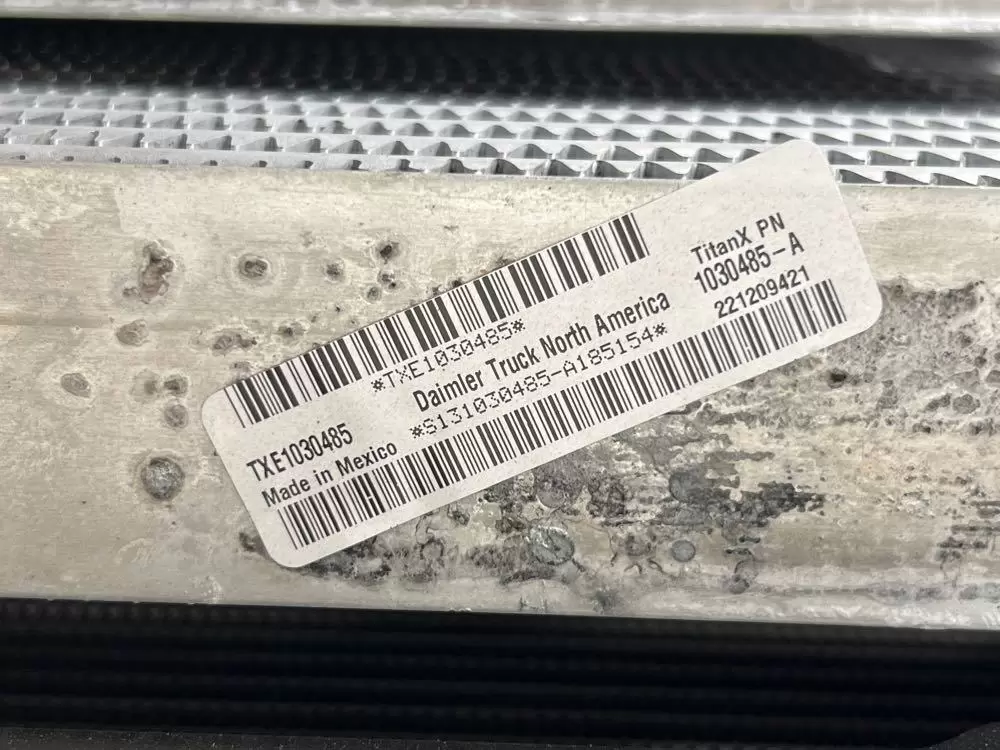 *TXE1030485*
TitanX PN
1030485-A
221209421
Daimler Truck North America
*S131030485-A185154*
TXE1030485
Made in Mexico